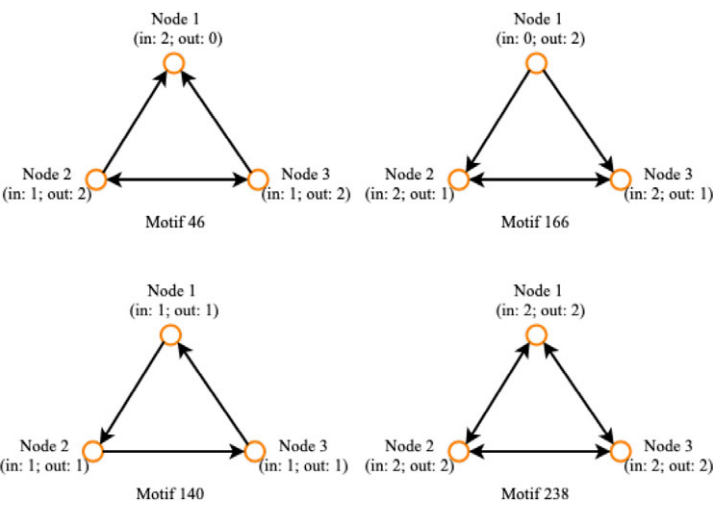 Node 1
(in: 2; out: 0)
Node 2
(in: 1; out: 2)
Node 3
(in: 1; out: 2)
Motif 46
Node 1
(in: 0; out: 2)
Node 2
(in: 2; out: 1)
Node 3
(in: 2; out: 1)
Motif 166
Node 1
(in: 1; out: 1)
Node 2
(in: 1; out: 1)
Node 3
(in: 1; out: 1)
Motif 140
Node 1
(in: 2; out: 2)
Node 2
(in: 2; out: 2)
Node 3
(in: 2; out: 2)
Motif 238